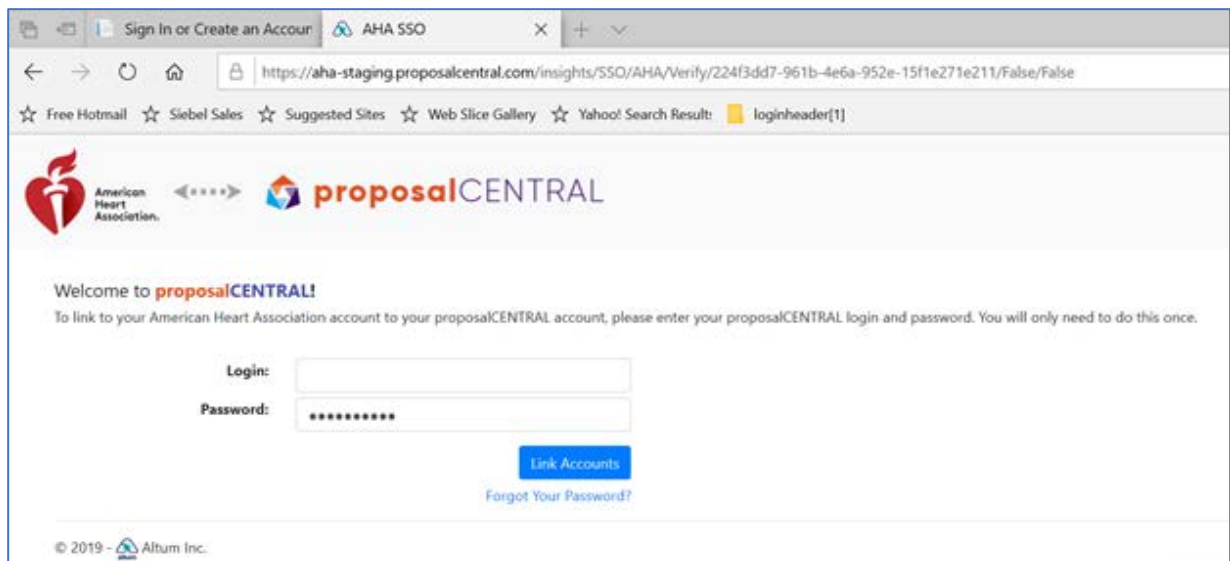 Sign In or Create an Accour
AHA SSO
https://aha-staging.proposalcentral.com/insights/SSO/AHA/Verify/224f3dd7-961b-4e6a-952e-15f1e271e211/False/False
Free Hotmail Siebel Sales Suggested Sites Web Slice Gallery Yahoo! Search Results loginheader[1]
American
Heart
Association.
proposalCENTRAL
Welcome to proposalCENTRAL!
To link to your American Heart Association account to your proposalCENTRAL account, please enter your proposalCENTRAL login and password. You will only need to do this once.
Login:
Password:
Link Accounts
Forgot Your Password?
© 2019 - Altum Inc.